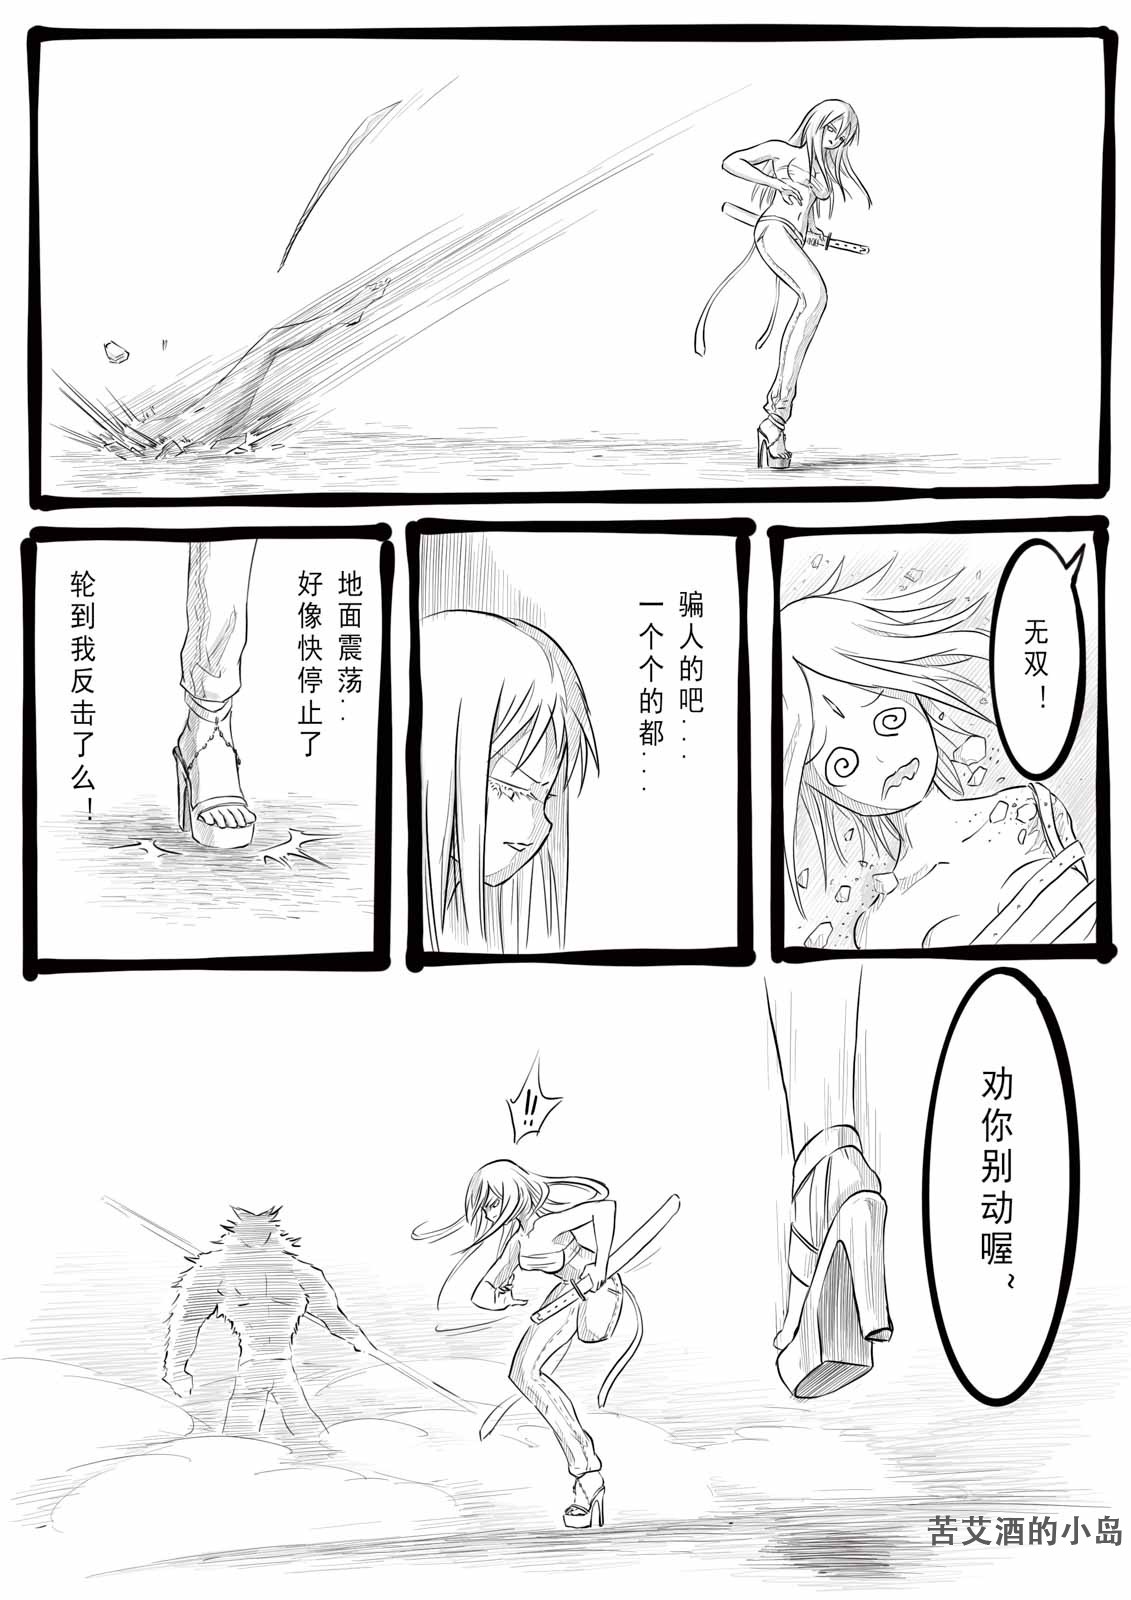 无双！
骗人的吧…
一个个的都…
地面震荡..
好像快停止了
轮到我反击了么！
劝你别动喔~
!!
苦艾酒的小岛